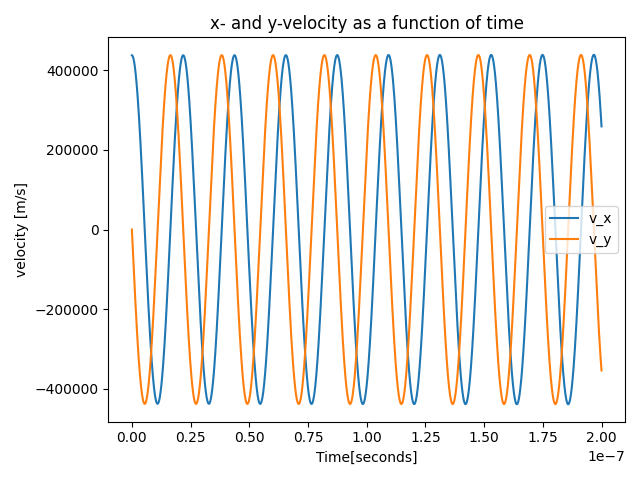 x- and y-velocity as a function of time
velocity [m/s]
400000
200000
0
−200000
−400000
v_x
v_y
0.00 0.25 0.50 0.75 1.00 1.25 1.50 1.75 2.00
Time[seconds]
1e−7